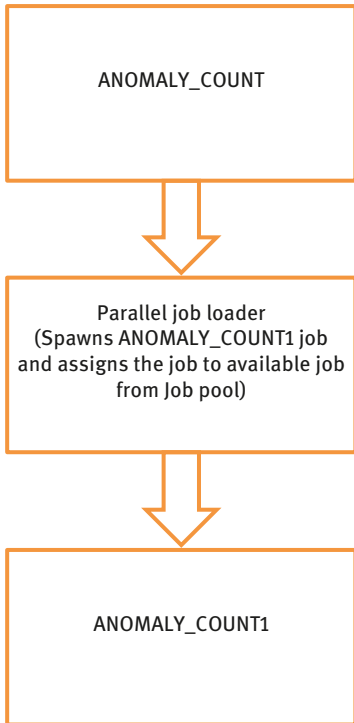 ANOMALY_COUNT
Parallel job loader
(Spawns ANOMALY_COUNT1 job
and assigns the job to available job
from Job pool)
ANOMALY_COUNT1